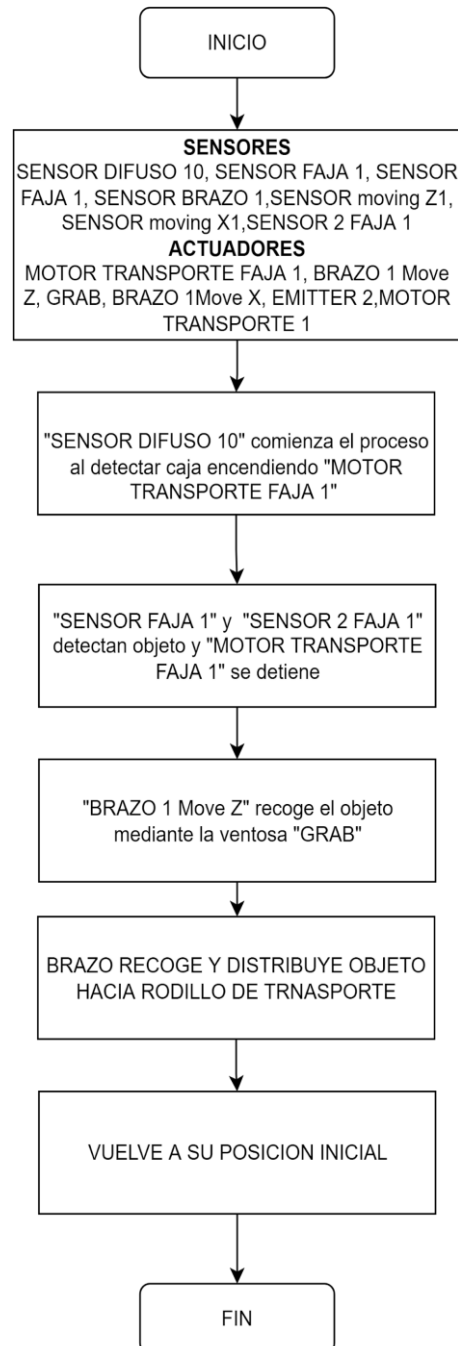 INICIO
SENSORES
SENSOR DIFUSO 10, SENSOR FAJA 1, SENSOR
FAJA 1, SENSOR BRAZO 1,SENSOR moving Z1,
SENSOR moving X1,SENSOR 2 FAJA 1
ACTUADORES
MOTOR TRANSPORTE FAJA 1, BRAZO 1 Move
Z, GRAB, BRAZO 1Move X, EMITTER 2,MOTOR
TRANSPORTE 1
"SENSOR DIFUSO 10" comienza el proceso
al detectar caja encendiendo "MOTOR
TRANSPORTE FAJA 1"
"SENSOR FAJA 1" y "SENSOR 2 FAJA 1"
detectan objeto y "MOTOR TRANSPORTE
FAJA 1" se detiene
"BRAZO 1 Move Z" recoge el objeto
mediante la ventosa "GRAB"
BRAZO RECOGE Y DISTRIBUYE OBJETO
HACIA RODILLO DE TRNASPORTE
VUELVE A SU POSICION INICIAL
FIN